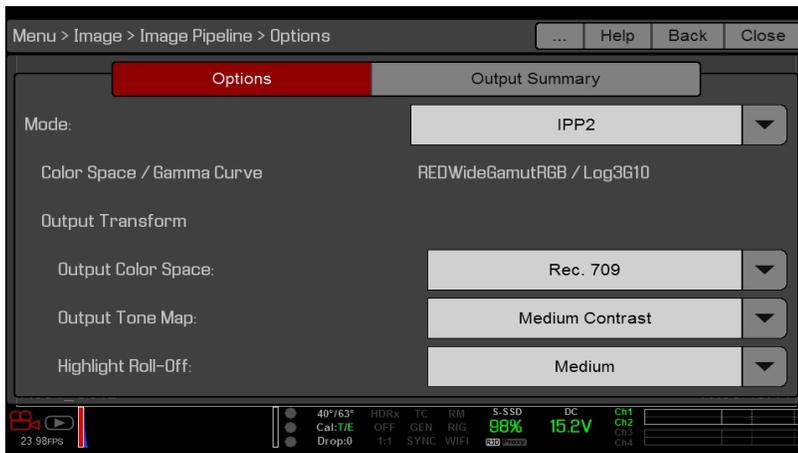 Menu > Image > Image Pipeline > Options ... Help Back Close
Options Output Summary
Mode: IPP2
Color Space / Gamma Curve REDWideGamutRGB / Log3G10
Output Transform
Output Color Space: Rec. 709
Output Tone Map: Medium Contrast
Highlight Roll-Off: Medium
40°/63° HDRx TC RM S-SSD DC Ch1
Cal:T/E OFF GEN RIG 98% 15.2V Ch2
23.98FPS Drop:0 1:1 SYNC WIFI R3D Proxy Ch3
Ch4